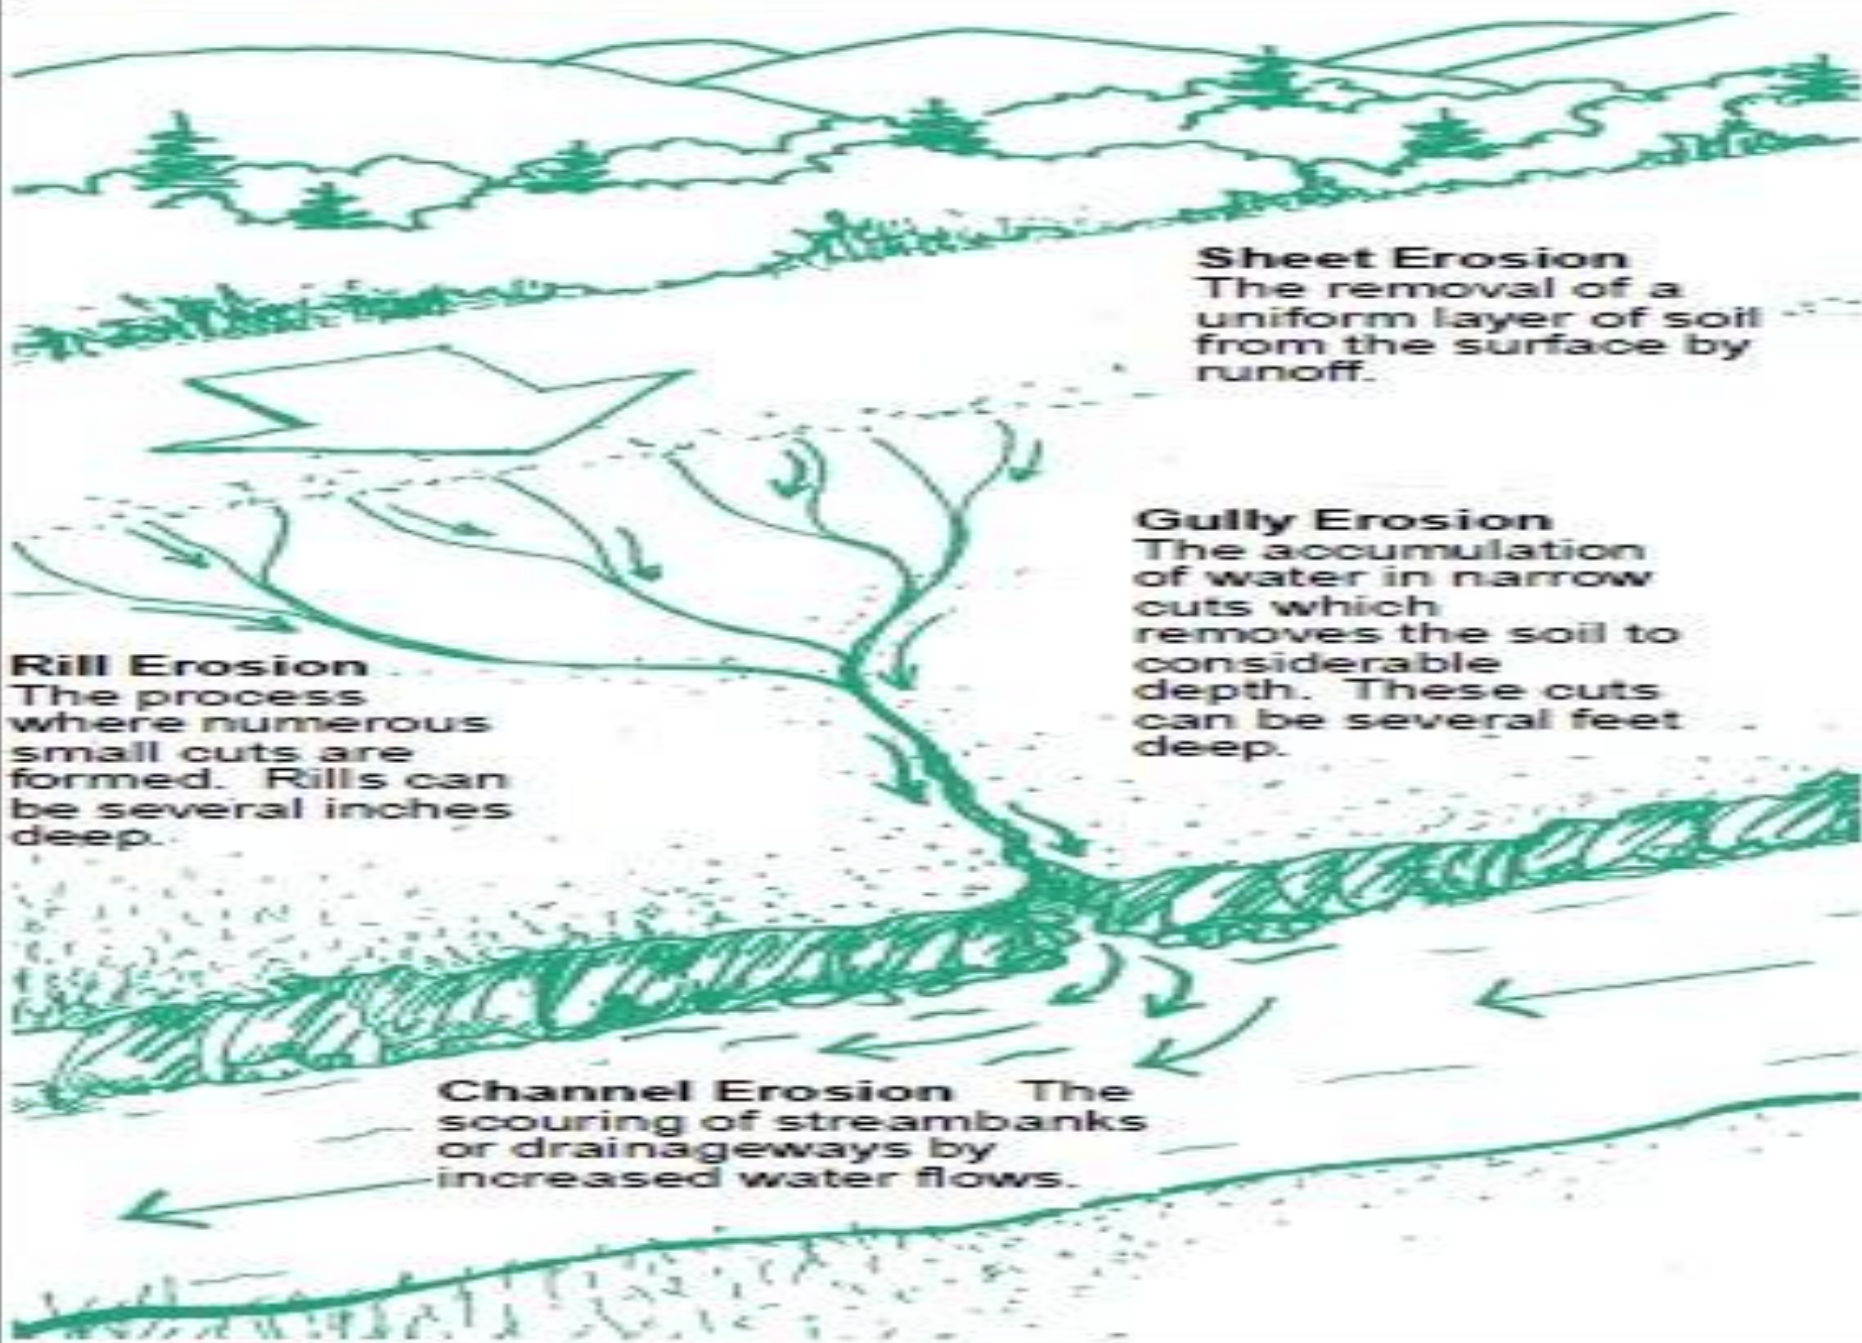 Sheet Erosion
The removal of a
uniform layer of soil
from the surface by
runoff.
Gully Erosion
The accumulation
of water in narrow
cuts which
removes the soil to
considerable
depth. These cuts
can be several feet
deep.
Rill Erosion
The process
where numerous
small cuts are
formed. Rills can
be several inches
deep.
Channel Erosion The
scouring of streambanks
or drainageways by
increased water flows.